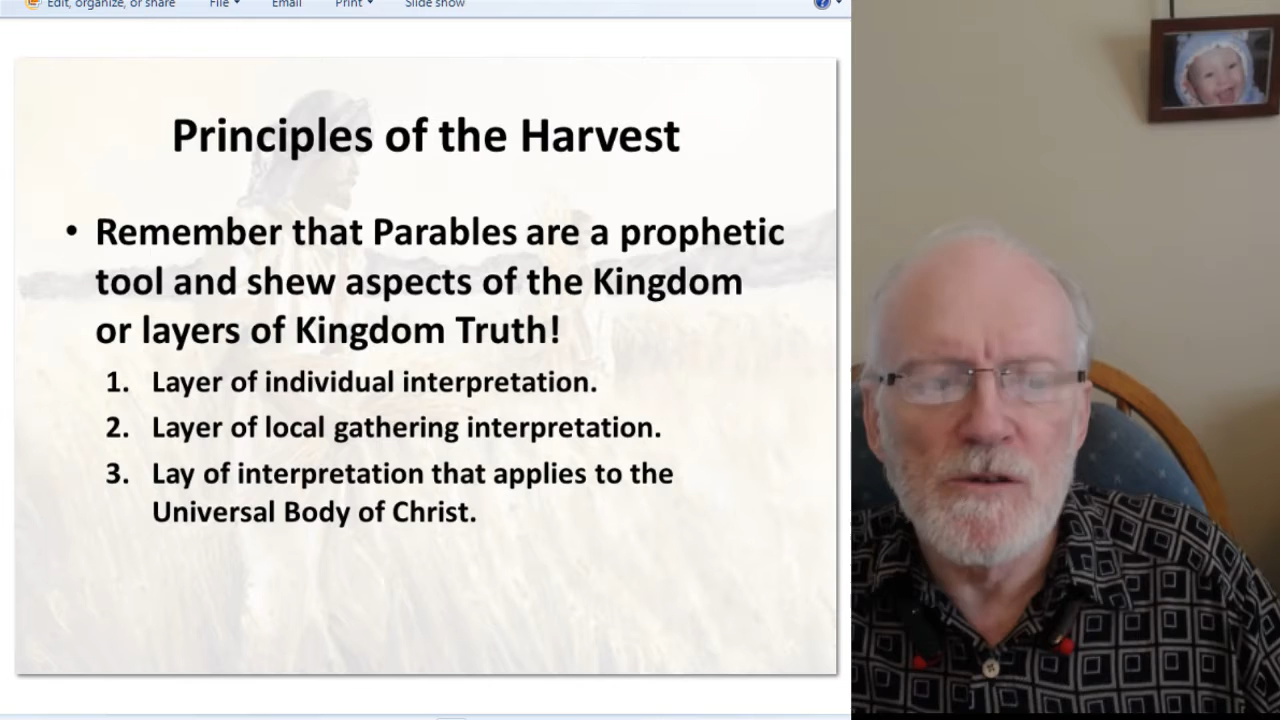 Edit, organize, or share File Email Print Slide show
Principles of the Harvest
• Remember that Parables are a prophetic
tool and shew aspects of the Kingdom
or layers of Kingdom Truth!
1. Layer of individual interpretation.
2. Layer of local gathering interpretation.
3. Lay of interpretation that applies to the
Universal Body of Christ.